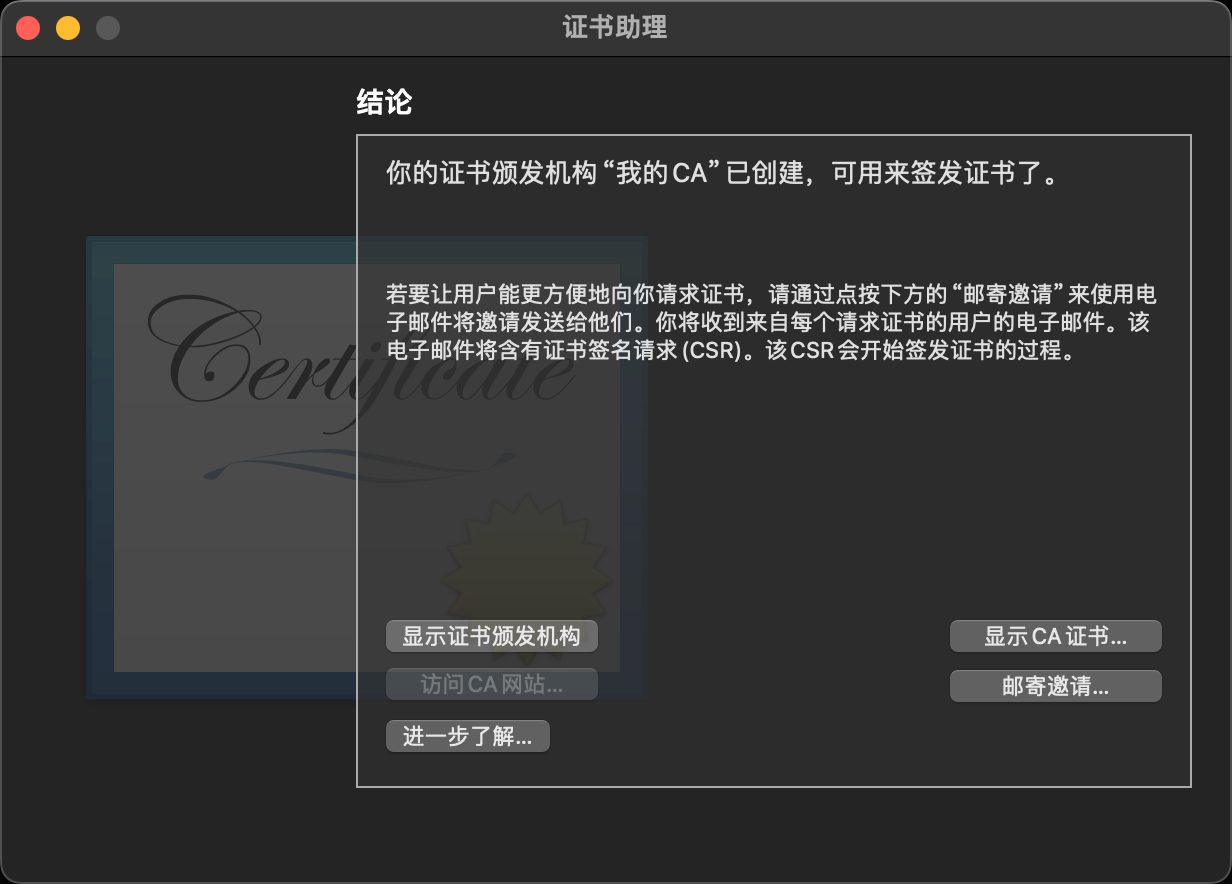 证书助理
结论
你的证书颁发机构“我的CA”已创建，可用来签发证书了。
若要让用户能更方便地向你请求证书，请通过点按下方的“邮寄邀请”来使用电
子邮件将邀请发送给他们。你将收到来自每个请求证书的用户的电子邮件。该
电子邮件将含有证书签名请求 (CSR)。该CSR会开始签发证书的过程。
Certificate
显示证书颁发机构
显示CA证书...
访问CA网站...
邮寄邀请...
进一步了解...